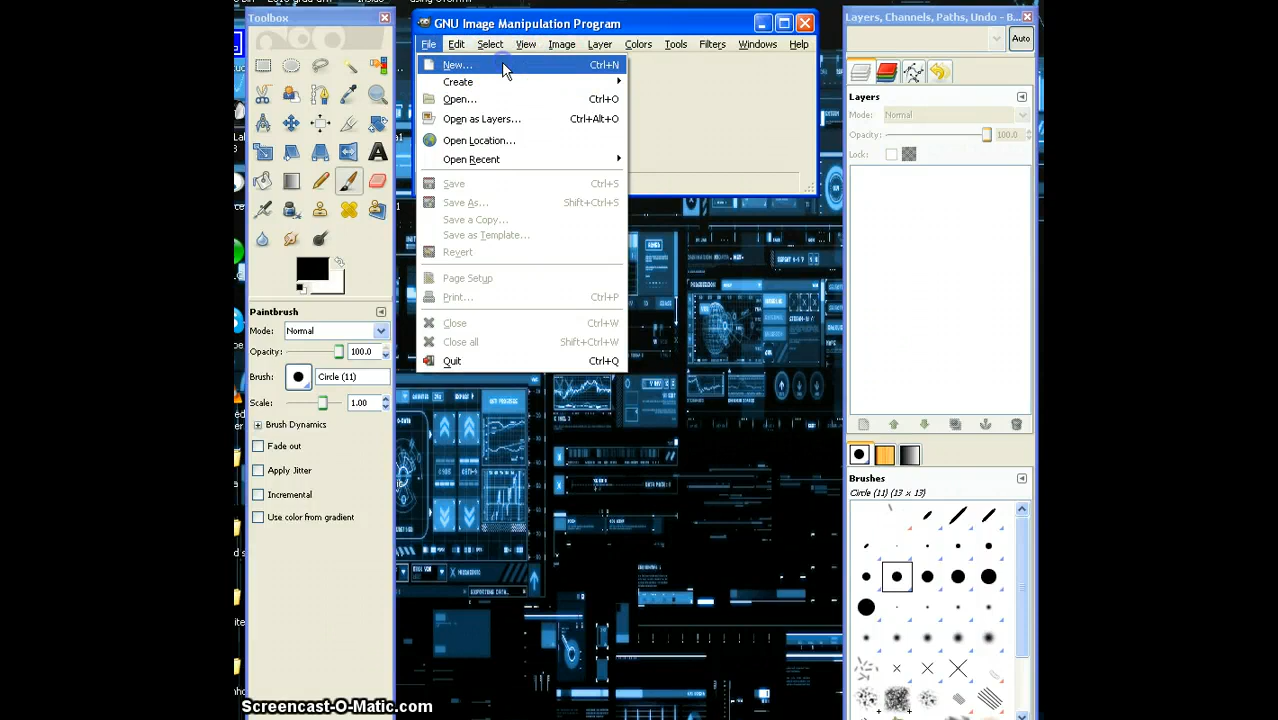 Toolbox
Paintbrush
Mode: Normal
Opacity: 100.0
Brush: Circle (11)
Scale: 1.00
Brush Dynamics
Fade out
Apply Jitter
Incremental
Use color from gradient
GNU Image Manipulation Program
File Edit Select View Image Layer Colors Tools Filters Windows Help
New... Ctrl+N
Create
Open... Ctrl+O
Open as Layers... Ctrl+Alt+O
Open Location...
Open Recent
Save Ctrl+S
Save As... Shift+Ctrl+S
Save a Copy...
Save as Template...
Revert
Page Setup
Print... Ctrl+P
Close Ctrl+W
Close all Shift+Ctrl+W
Quit Ctrl+Q
Layers, Channels, Paths, Undo - B...
Auto
Layers
Mode: Normal
Opacity: 100.0
Lock:
Brushes
Circle (11) (13 × 13)
Screencast-O-Matic.com